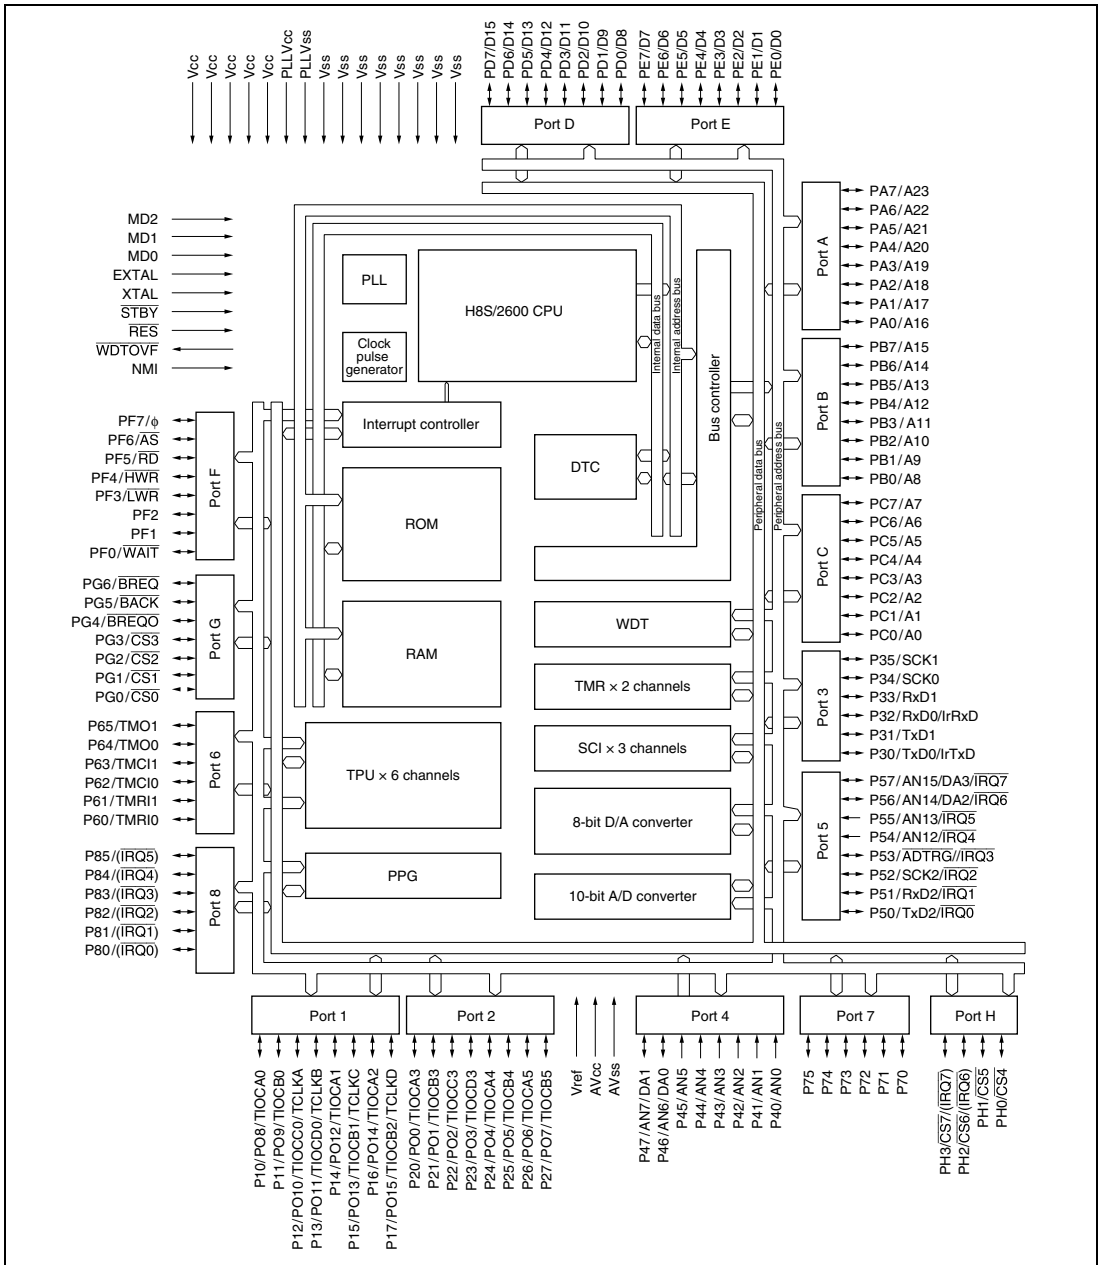 Vcc
Vcc
Vcc
Vcc
Vcc
PLLVcc
PLLVss
Vss
Vss
Vss
Vss
Vss
Vss
Vss
Vss
PD7/D15
PD6/D14
PD5/D13
PD4/D12
PD3/D11
PD2/D10
PD1/D9
PD0/D8
PE7/D7
PE6/D6
PE5/D5
PE4/D4
PE3/D3
PE2/D2
PE1/D1
PE0/D0
Port D
Port E
MD2
MD1
MD0
EXTAL
XTAL
STBY
RES
WDTOVF
NMI
PLL
Clock
pulse
generator
H8S/2600 CPU
Interrupt controller
ROM
RAM
TPU × 6 channels
PPG
DTC
Internal data bus
Internal address bus
Bus controller
Peripheral data bus
Peripheral address bus
WDT
TMR × 2 channels
SCI × 3 channels
8-bit D/A converter
10-bit A/D converter
Port A
PA7/A23
PA6/A22
PA5/A21
PA4/A20
PA3/A19
PA2/A18
PA1/A17
PA0/A16
Port B
PB7/A15
PB6/A14
PB5/A13
PB4/A12
PB3/A11
PB2/A10
PB1/A9
PB0/A8
Port C
PC7/A7
PC6/A6
PC5/A5
PC4/A4
PC3/A3
PC2/A2
PC1/A1
PC0/A0
Port 3
P35/SCK1
P34/SCK0
P33/RxD1
P32/RxD0/IrRxD
P31/TxD1
P30/TxD0/IrTxD
Port 5
P57/AN15/DA3/IRQ7
P56/AN14/DA2/IRQ6
P55/AN13/IRQ5
P54/AN12/IRQ4
P53/ADTRG//IRQ3
P52/SCK2/IRQ2
P51/RxD2/IRQ1
P50/TxD2/IRQ0
PF7/ϕ
PF6/AS
PF5/RD
PF4/HWR
PF3/LWR
PF2
PF1
PF0/WAIT
Port F
PG6/BREQ
PG5/BACK
PG4/BREQO
PG3/CS3
PG2/CS2
PG1/CS1
PG0/CS0
Port G
P65/TMO1
P64/TMO0
P63/TMCI1
P62/TMCI0
P61/TMRI1
P60/TMRI0
Port 6
P85/(IRQ5)
P84/(IRQ4)
P83/(IRQ3)
P82/(IRQ2)
P81/(IRQ1)
P80/(IRQ0)
Port 8
Port 1
Port 2
Port 4
Port 7
Port H
P10/PO8/TIOCA0
P11/PO9/TIOCB0
P12/PO10/TIOCC0/TCLKA
P13/PO11/TIOCD0/TCLKB
P14/PO12/TIOCA1
P15/PO13/TIOCB1/TCLKC
P16/PO14/TIOCA2
P17/PO15/TIOCB2/TCLKD
P20/PO0/TIOCA3
P21/PO1/TIOCB3
P22/PO2/TIOCC3
P23/PO3/TIOCD3
P24/PO4/TIOCA4
P25/PO5/TIOCB4
P26/PO6/TIOCA5
P27/PO7/TIOCB5
Vref
AVcc
AVss
P47/AN7/DA1
P46/AN6/DA0
P45/AN5
P44/AN4
P43/AN3
P42/AN2
P41/AN1
P40/AN0
P75
P74
P73
P72
P71
P70
PH3/CS7/(IRQ7)
PH2/CS6/(IRQ6)
PH1/CS5
PH0/CS4